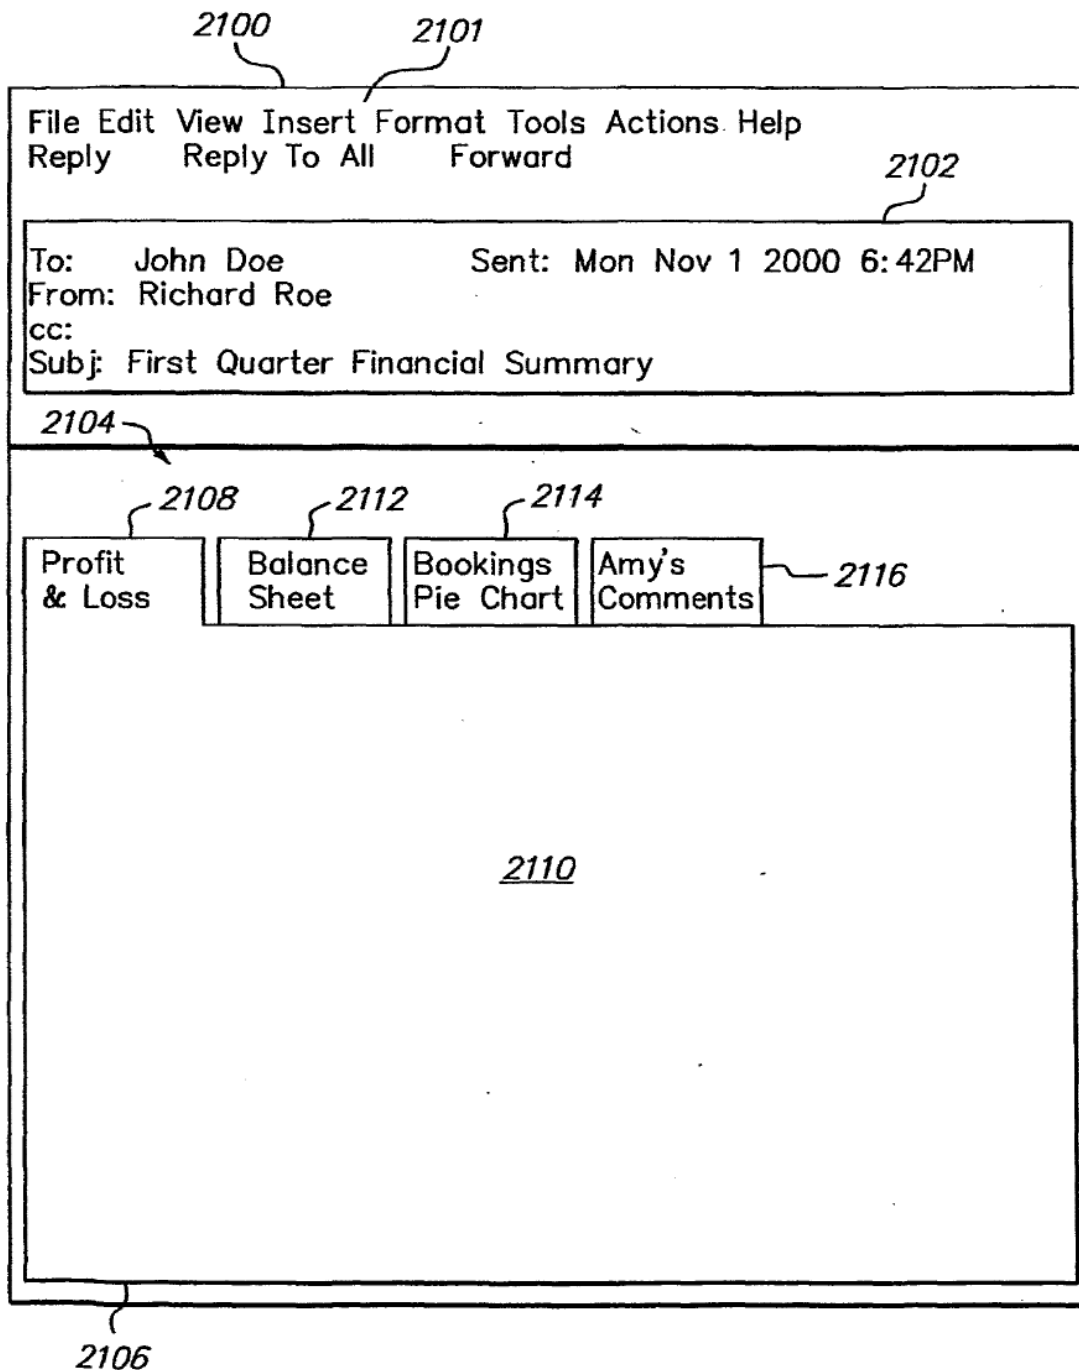 2100
2101
File Edit View Insert Format Tools Actions Help
Reply Reply To All Forward
2102
To: John Doe Sent: Mon Nov 1 2000 6:42PM
From: Richard Roe
cc:
Subj: First Quarter Financial Summary
2104
2108
2112
2114
Profit
& Loss
Balance
Sheet
Bookings
Pie Chart
Amy's
Comments
2116
2110
2106